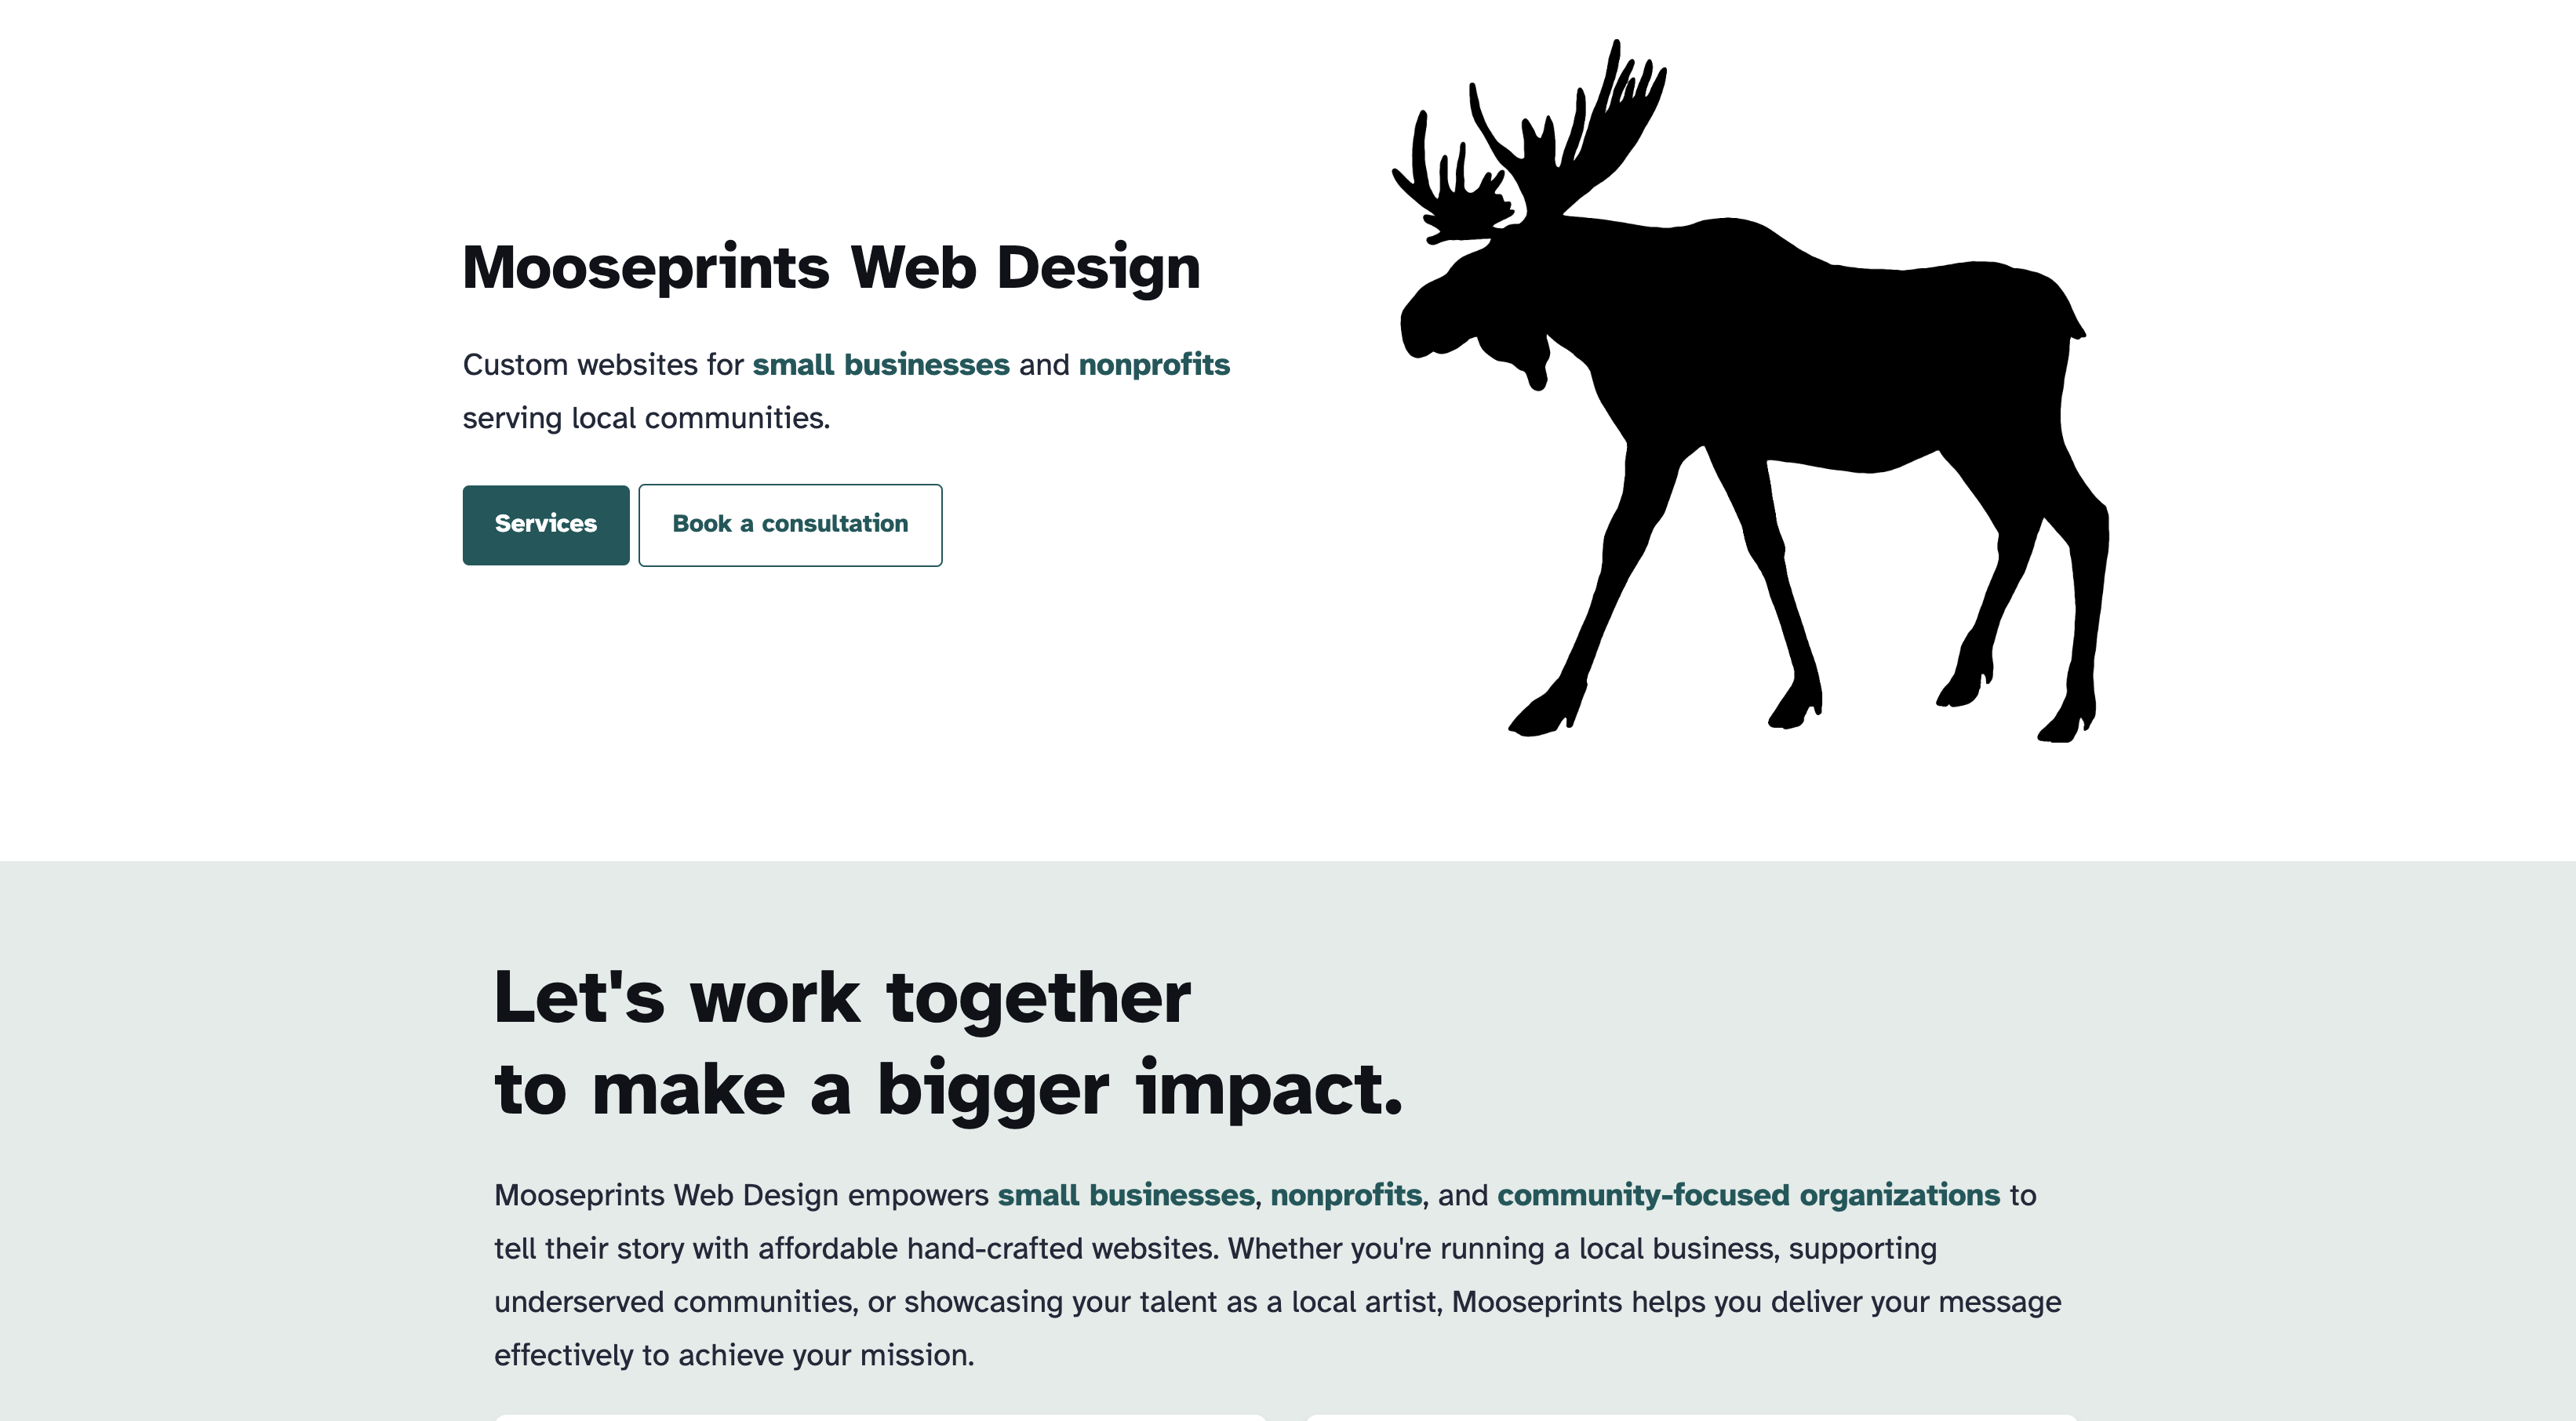 Mooseprints Web Design
Custom websites for small businesses and nonprofits
serving local communities.
Services
Book a consultation
Let's work together
to make a bigger impact.
Mooseprints Web Design empowers small businesses, nonprofits, and community-focused organizations to
tell their story with affordable hand-crafted websites. Whether you're running a local business, supporting
underserved communities, or showcasing your talent as a local artist, Mooseprints helps you deliver your message
effectively to achieve your mission.